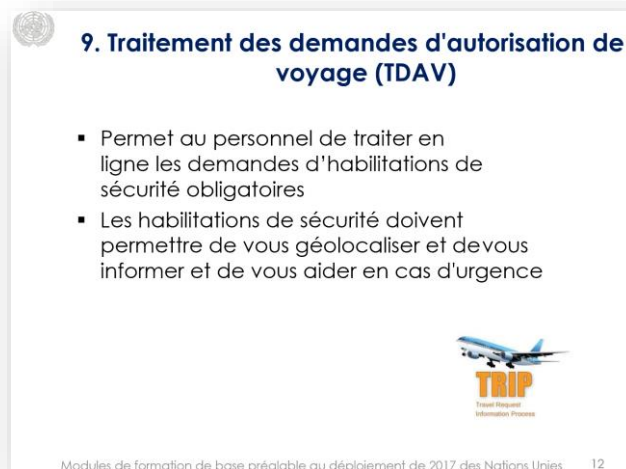 9. Traitement des demandes d'autorisation de
voyage (TDAV)
▪ Permet au personnel de traiter en
ligne les demandes d’habilitations de
sécurité obligatoires
▪ Les habilitations de sécurité doivent
permettre de vous géolocaliser et devous
informer et de vous aider en cas d'urgence
TRIP
Travel Request
Information Process
Modules de formation de base préalable au déploiement de 2017 des Nations Unies 12